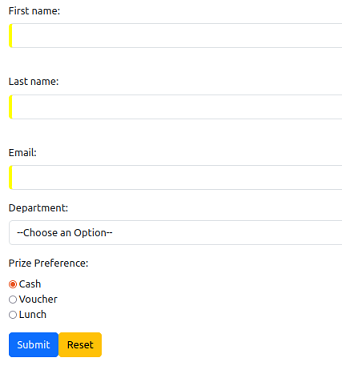 First name:
Last name:
Email:
Department:
--Choose an Option--
Prize Preference:
Cash
Voucher
Lunch
Submit Reset